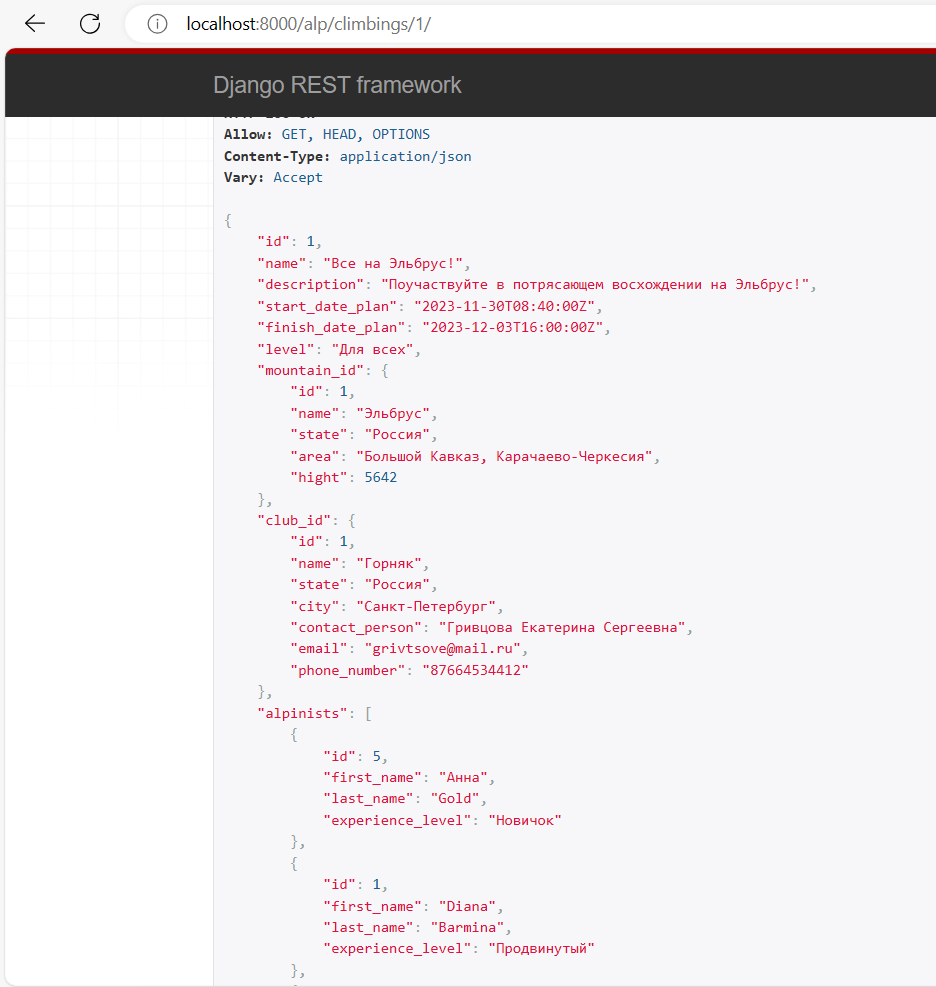 localhost:8000/alp/climbings/1/
Django REST framework
Allow: GET, HEAD, OPTIONS
Content-Type: application/json
Vary: Accept
{
"id": 1,
"name": "Все на Эльбрус!",
"description": "Поучаствуйте в потрясающем восхождении на Эльбрус!",
"start_date_plan": "2023-11-30T08:40:00Z",
"finish_date_plan": "2023-12-03T16:00:00Z",
"level": "Для всех",
"mountain_id": {
"id": 1,
"name": "Эльбрус",
"state": "Россия",
"area": "Большой Кавказ, Карачаево-Черкесия",
"hight": 5642
},
"club_id": {
"id": 1,
"name": "Горняк",
"state": "Россия",
"city": "Санкт-Петербург",
"contact_person": "Гривцова Екатерина Сергеевна",
"email": "grivtsove@mail.ru",
"phone_number": "87664534412"
},
"alpinists": [
{
"id": 5,
"first_name": "Анна",
"last_name": "Gold",
"experience_level": "Новичок"
},
{
"id": 1,
"first_name": "Diana",
"last_name": "Barmina",
"experience_level": "Продвинутый"
},